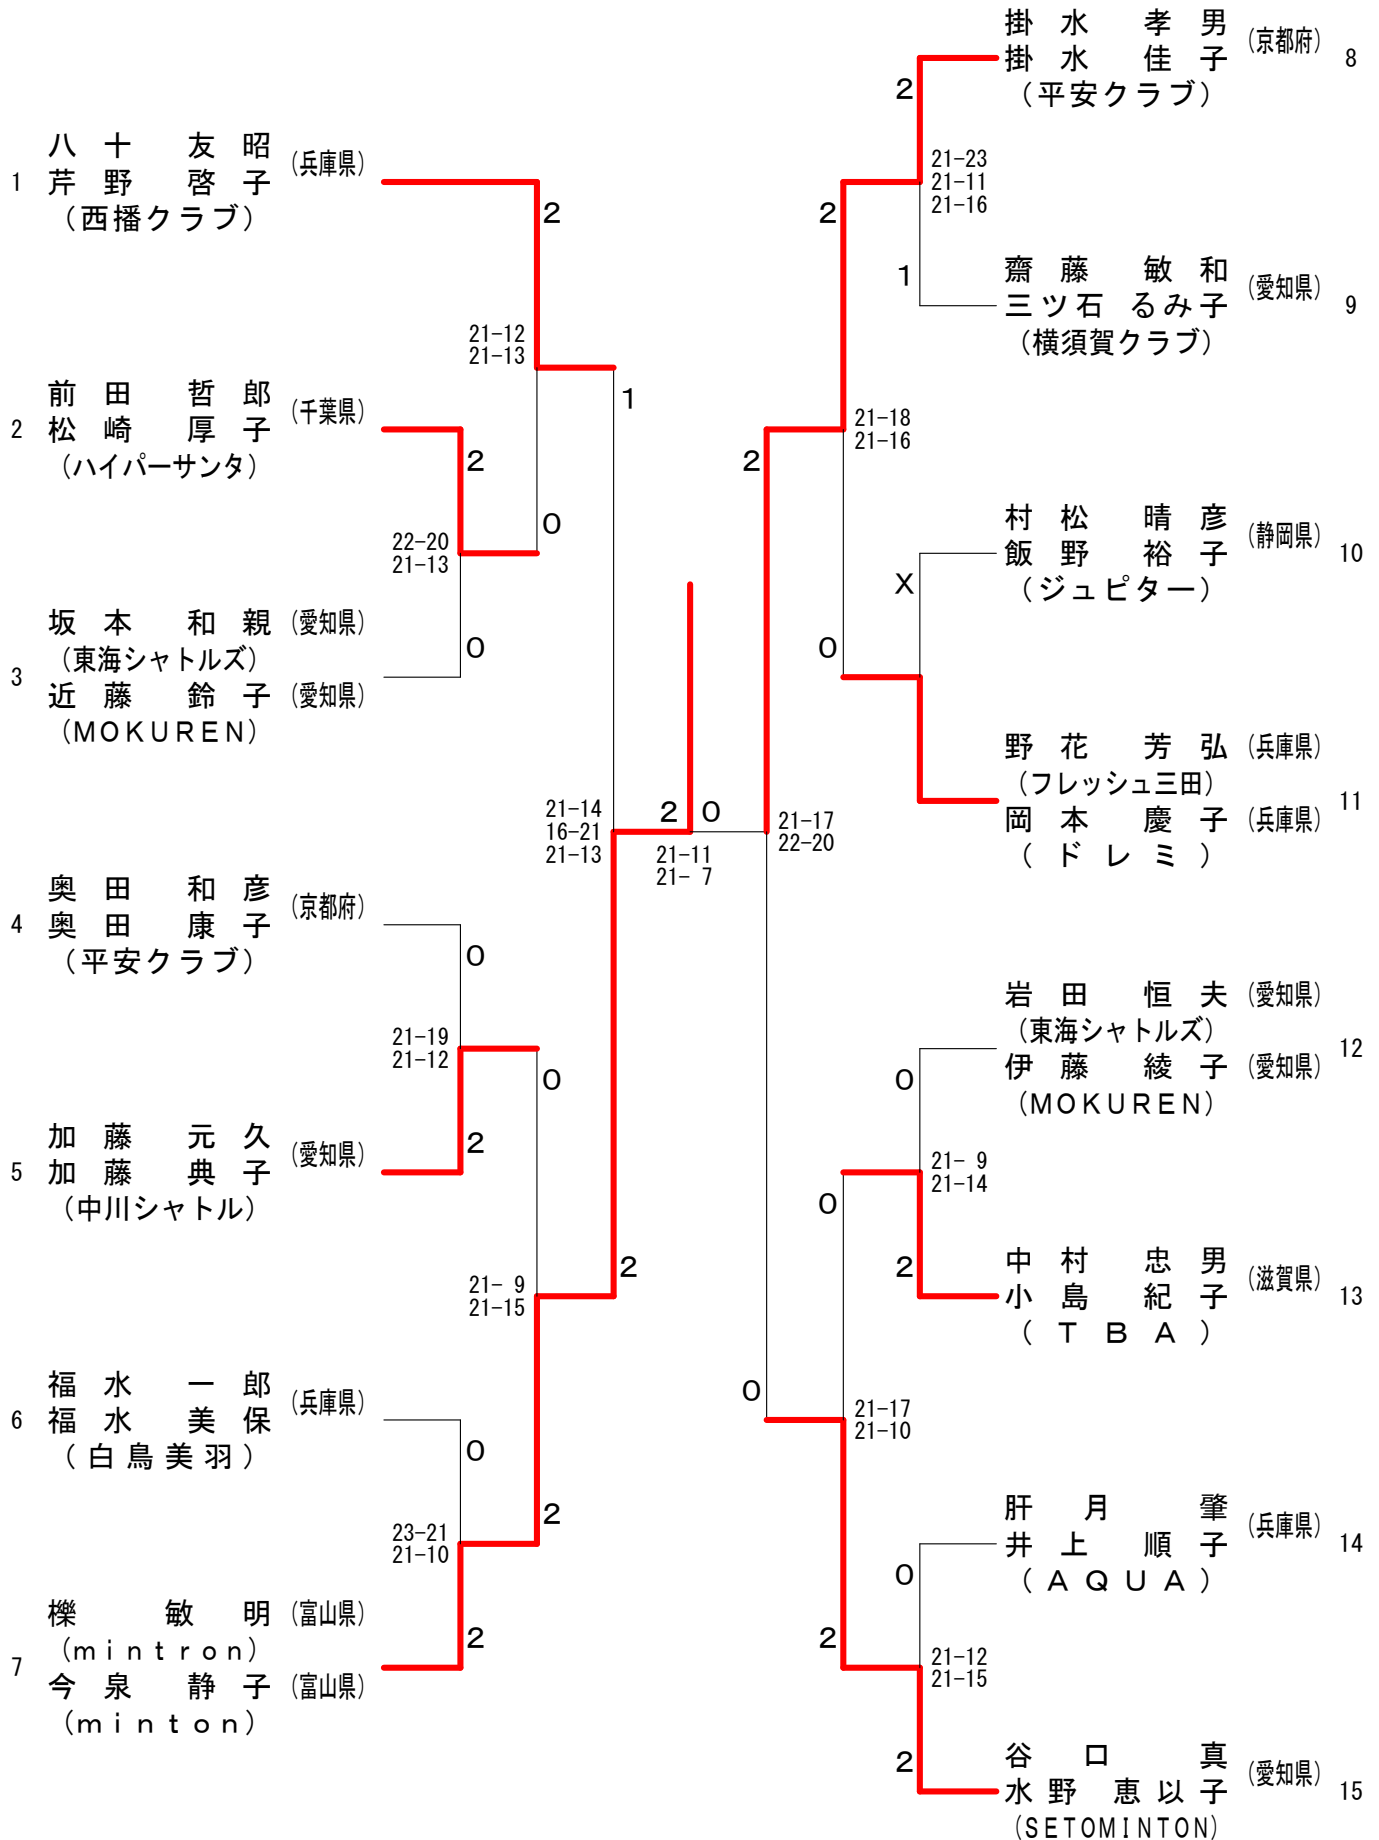 1
八十 友昭 (兵庫県)
芹野 啓子
(西播クラブ)
2
21-12
21-13
2
前田 哲郎 (千葉県)
松崎 厚子
(ハイパーサンタ)
2
1
0
22-20
21-13
3
坂本 和親 (愛知県)
(東海シャトルズ)
近藤 鈴子 (愛知県)
(MOKUREN)
0
21-14
16-21
21-13
4
奥田 和彦 (京都府)
奥田 康子
(平安クラブ)
0
21-19
21-12
0
5
加藤 元久 (愛知県)
加藤 典子
(中川シャトル)
2
21- 9
21-15
2
6
福水 一郎 (兵庫県)
福水 美保
(白鳥美羽)
0
2
23-21
21-10
7
櫟 敏明 (富山県)
(mintron)
今泉 静子 (富山県)
(minton)
2
2 0
21-11
21- 7
掛水 孝男 (京都府)
掛水 佳子
(平安クラブ)
8
2
21-23
21-11
21-16
2
1
齋藤 敏和 (愛知県)
三ツ石 るみ子
(横須賀クラブ)
9
21-18
21-16
2
村松 晴彦 (静岡県)
飯野 裕子
(ジュピター)
10
X
0
野花 芳弘 (兵庫県)
(フレッシュ三田)
岡本 慶子 (兵庫県)
(ドレミ)
11
21-17
22-20
岩田 恒夫 (愛知県)
(東海シャトルズ)
伊藤 綾子 (愛知県)
(MOKUREN)
12
0
21- 9
21-14
0
2
中村 忠男 (滋賀県)
小島 紀子
(TBA)
13
0
21-17
21-10
肝月 肇 (兵庫県)
井上 順子
(AQUA)
14
0
2
21-12
21-15
2
谷口 真 (愛知県)
水野 恵以子
(SETOMINTON)
15